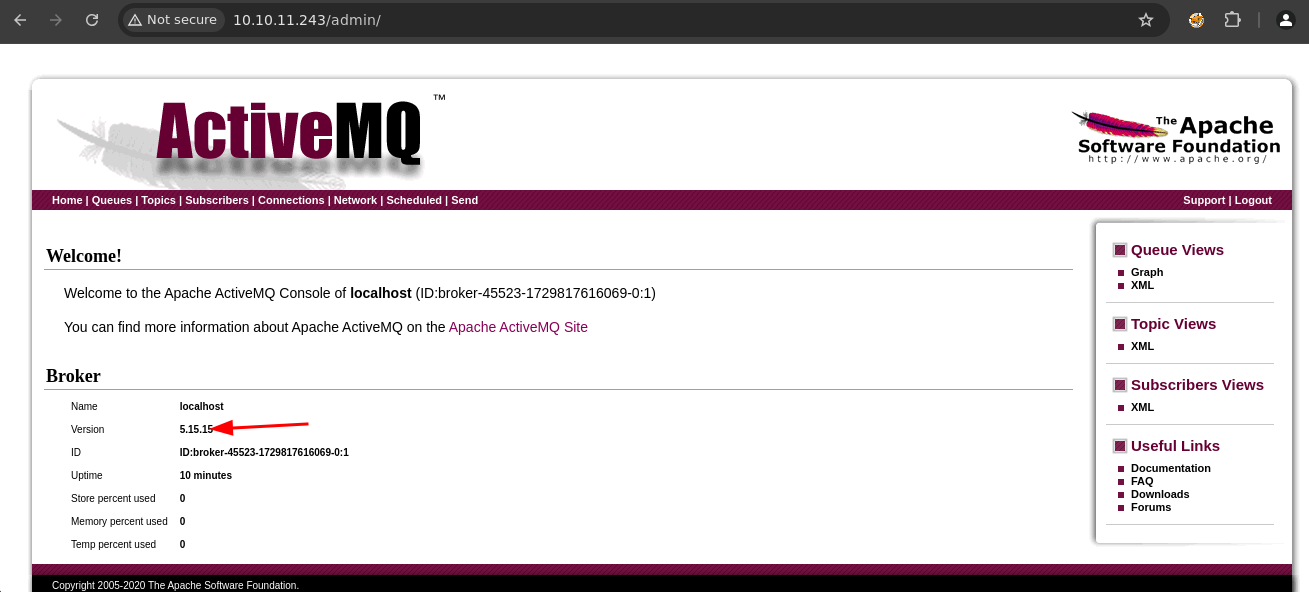 Not secure 10.10.11.243/admin/
ActiveMQ ™
The Apache
Software Foundation
http://www.apache.org/
Home | Queues | Topics | Subscribers | Connections | Network | Scheduled | Send
Support | Logout
Welcome!
Welcome to the Apache ActiveMQ Console of localhost (ID:broker-45523-1729817616069-0:1)
You can find more information about Apache ActiveMQ on the Apache ActiveMQ Site
Broker
Name localhost
Version 5.15.15
ID ID:broker-45523-1729817616069-0:1
Uptime 10 minutes
Store percent used 0
Memory percent used 0
Temp percent used 0
Queue Views
Graph
XML
Topic Views
XML
Subscribers Views
XML
Useful Links
Documentation
FAQ
Downloads
Forums
Copyright 2005-2020 The Apache Software Foundation.